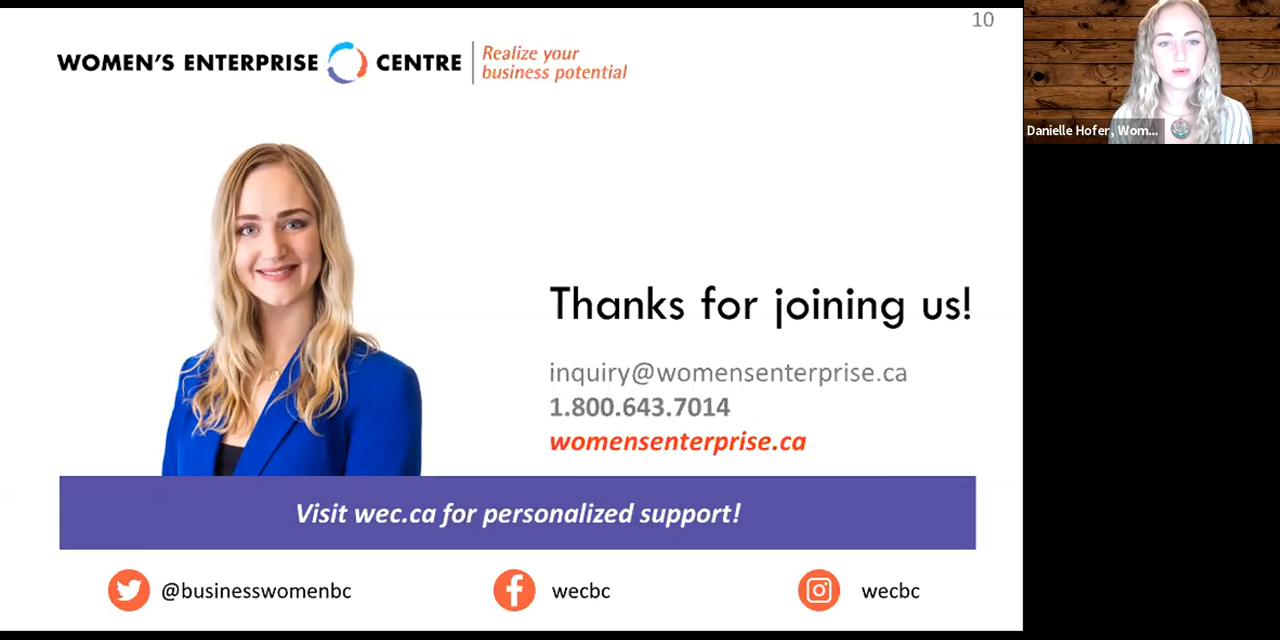 10
WOMEN'S ENTERPRISE CENTRE
Realize your
business potential
Danielle Hofer, Wom...
Thanks for joining us!
inquiry@womensenterprise.ca
1.800.643.7014
womensenterprise.ca
Visit wec.ca for personalized support!
@businesswomenbc
wecbc
wecbc